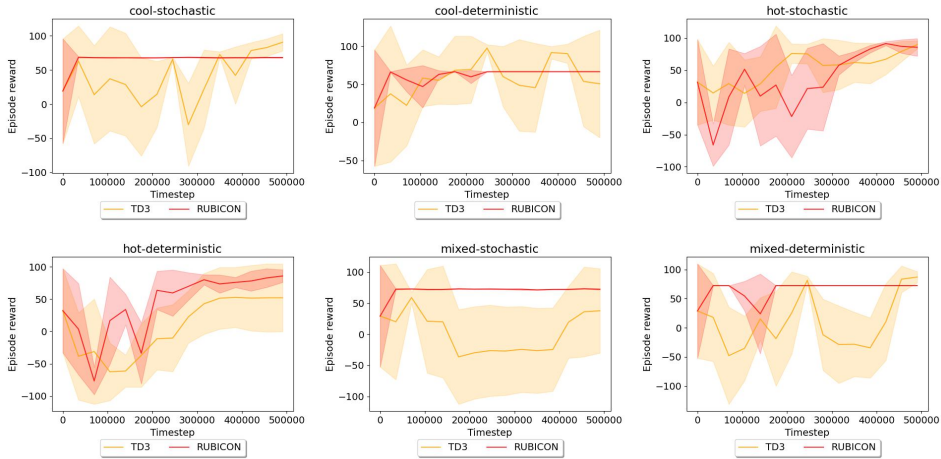 cool-stochastic
Episode reward
100
50
0
−50
−100
0 100000 200000 300000 400000 500000
Timestep
TD3 RUBICON
cool-deterministic
Episode reward
100
50
0
50
0 100000 200000 300000 400000 500000
Timestep
TD3 RUBICON
hot-stochastic
Episode reward
100
50
0
−50
−100
0 100000 200000 300000 400000 500000
Timestep
TD3 RUBICON
hot-deterministic
Episode reward
100
50
0
−50
−100
0 100000 200000 300000 400000 500000
Timestep
TD3 RUBICON
mixed-stochastic
Episode reward
100
50
0
−50
−100
0 100000 200000 300000 400000 500000
Timestep
TD3 RUBICON
mixed-deterministic
Episode reward
100
50
0
−50
−100
0 100000 200000 300000 400000 500000
Timestep
TD3 RUBICON